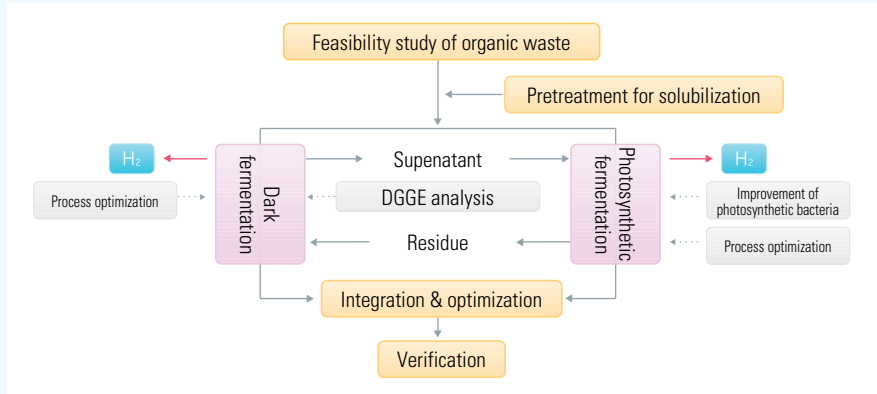 Feasibility study of organic waste
Pretreatment for solubilization
H₂
Dark
fermentation
Supenatant
Photosynthetic
fermentation
H₂
Process optimization
DGGE analysis
Improvement of
photosynthetic bacteria
Residue
Process optimization
Integration & optimization
Verification